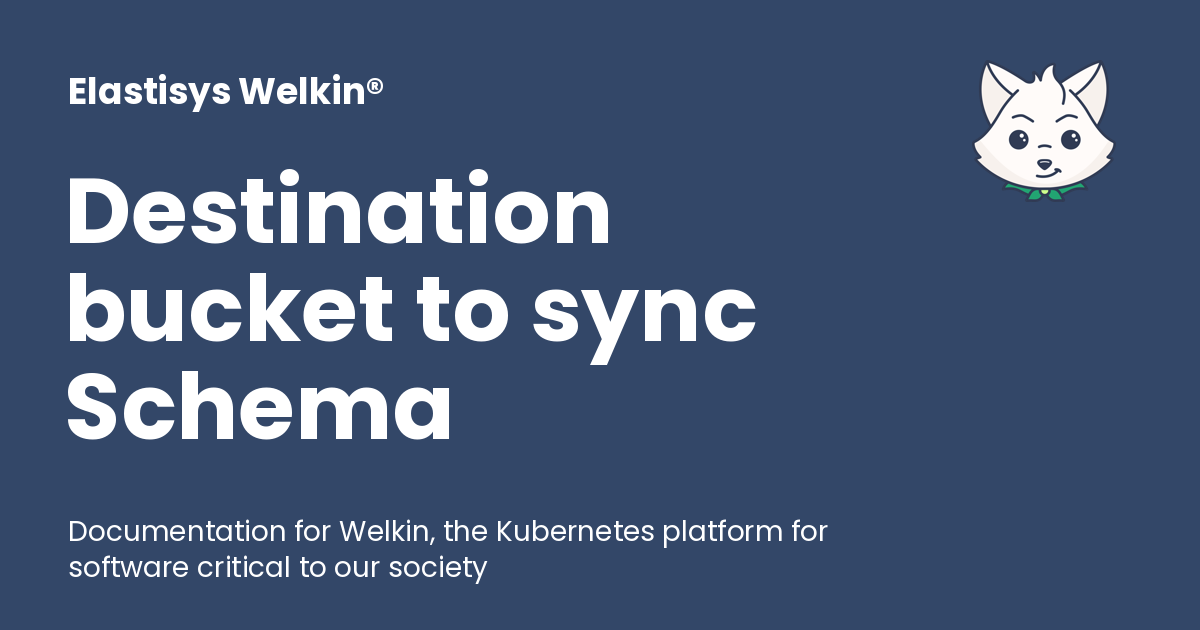 Elastisys Welkin®
Destination
bucket to sync
Schema
Documentation for Welkin, the Kubernetes platform for
software critical to our society